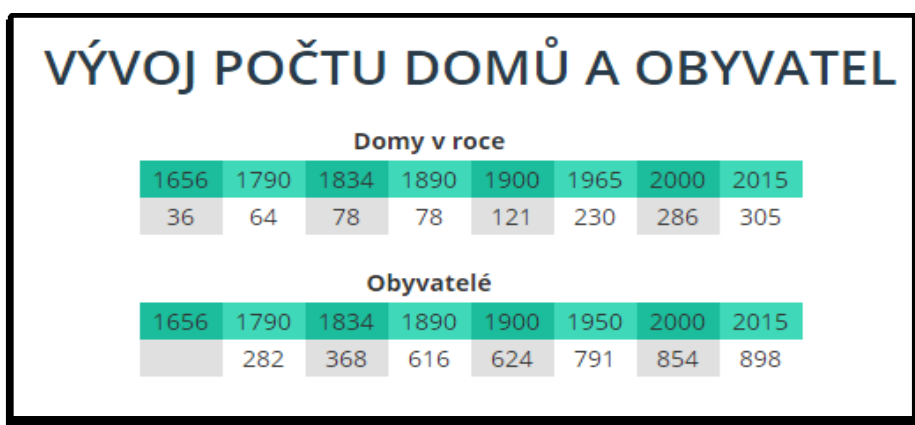 VÝVOJ POČTU DOMŮ A OBYVATEL
Domy v roce
1656 1790 1834 1890 1900 1965 2000 2015
36 64 78 78 121 230 286 305
Obyvatelé
1656 1790 1834 1890 1900 1950 2000 2015
282 368 616 624 791 854 898